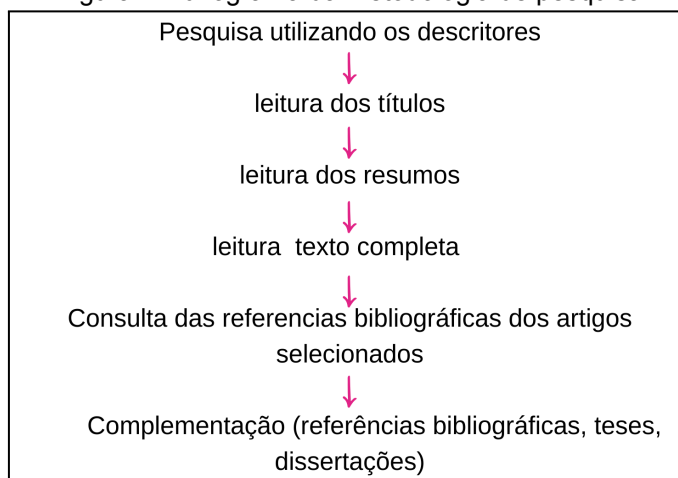 Pesquisa utilizando os descritores
leitura dos títulos
leitura dos resumos
leitura texto completa
Consulta das referencias bibliográficas dos artigos
selecionados
Complementação (referências bibliográficas, teses,
dissertações)